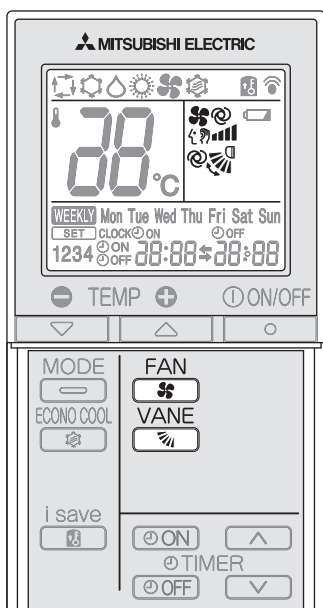 MITSUBISHI ELECTRIC
88°C
WEEKLY Mon Tue Wed Thu Fri Sat Sun
SET CLOCK ON OFF
1234 ON OFF 88:88 88:88
TEMP ON/OFF
MODE FAN
ECONO COOL VANE
i save
ON
TIMER
OFF